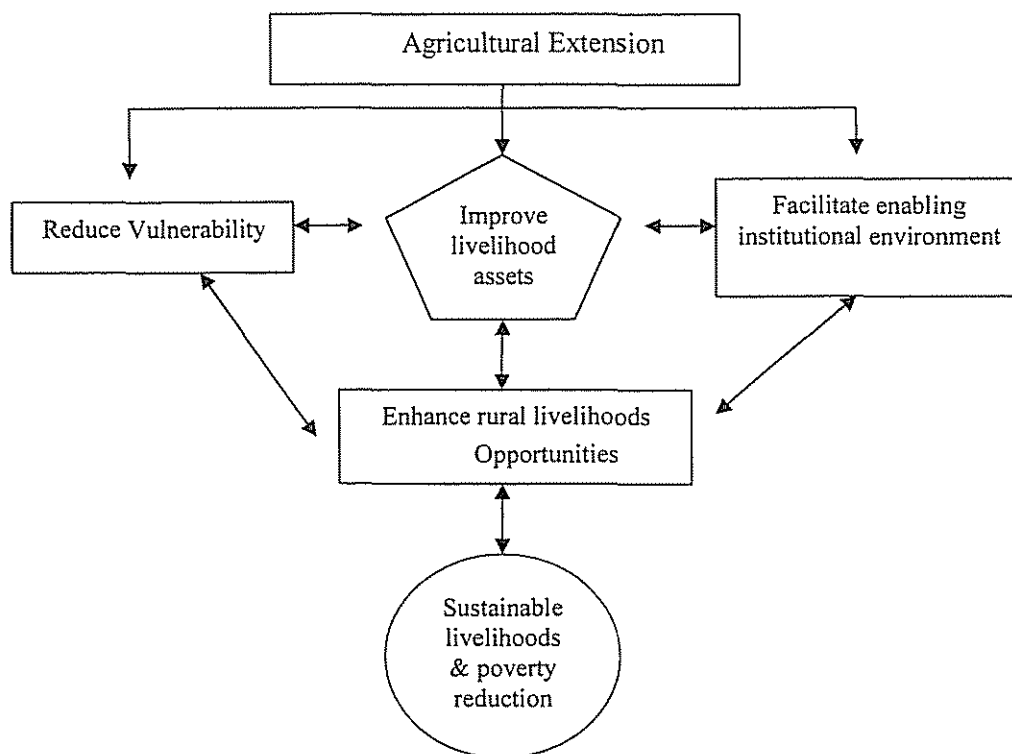 Agricultural Extension
Reduce Vulnerability
Improve
livelihood
assets
Facilitate enabling
institutional environment
Enhance rural livelihoods
Opportunities
Sustainable
livelihoods
& poverty
reduction